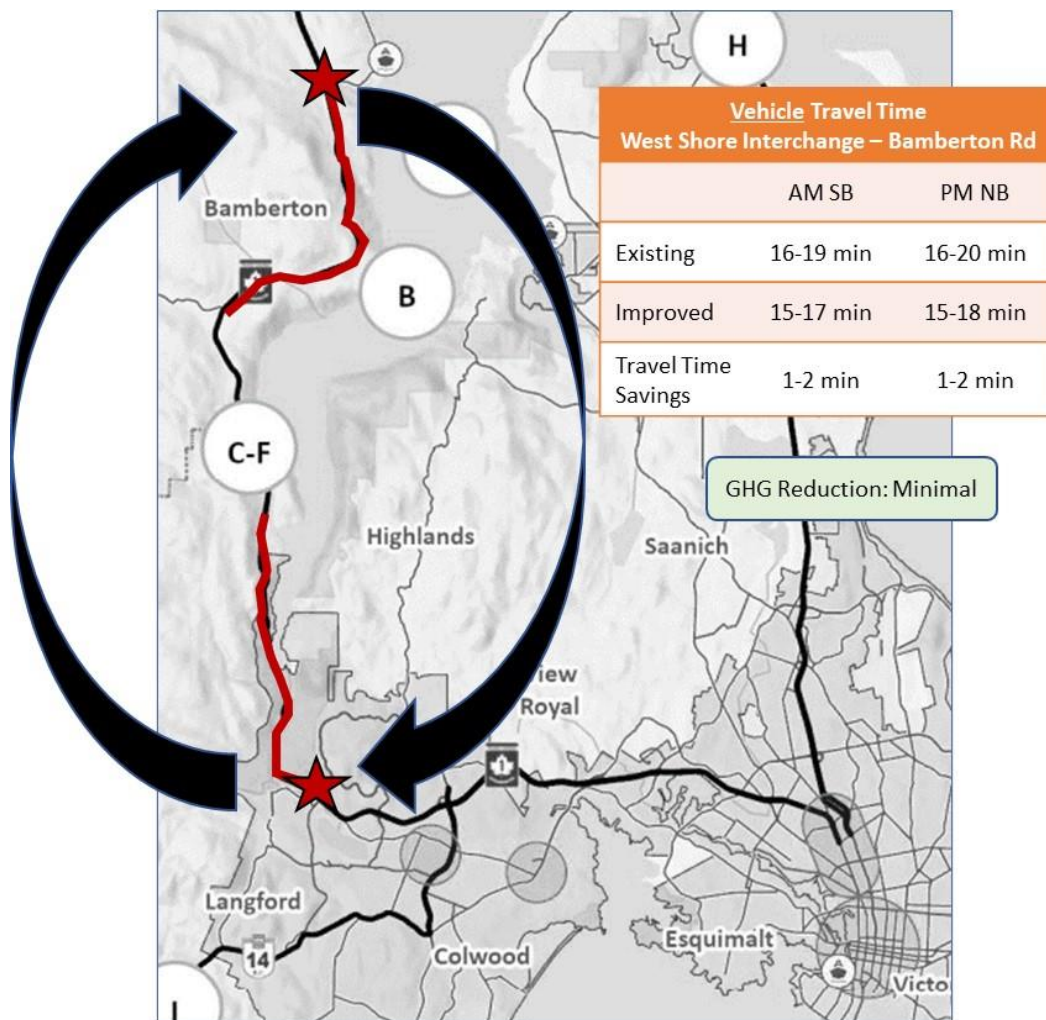 H
Vehicle Travel Time
West Shore Interchange – Bamberton Rd
AM SB PM NB
Existing 16-19 min 16-20 min
Improved 15-17 min 15-18 min
Travel Time
Savings 1-2 min 1-2 min
GHG Reduction: Minimal
Bamberton
B
C-F
Highlands
Saanich
View
Royal
1
Langford
14
Colwood
Esquimalt
Victo